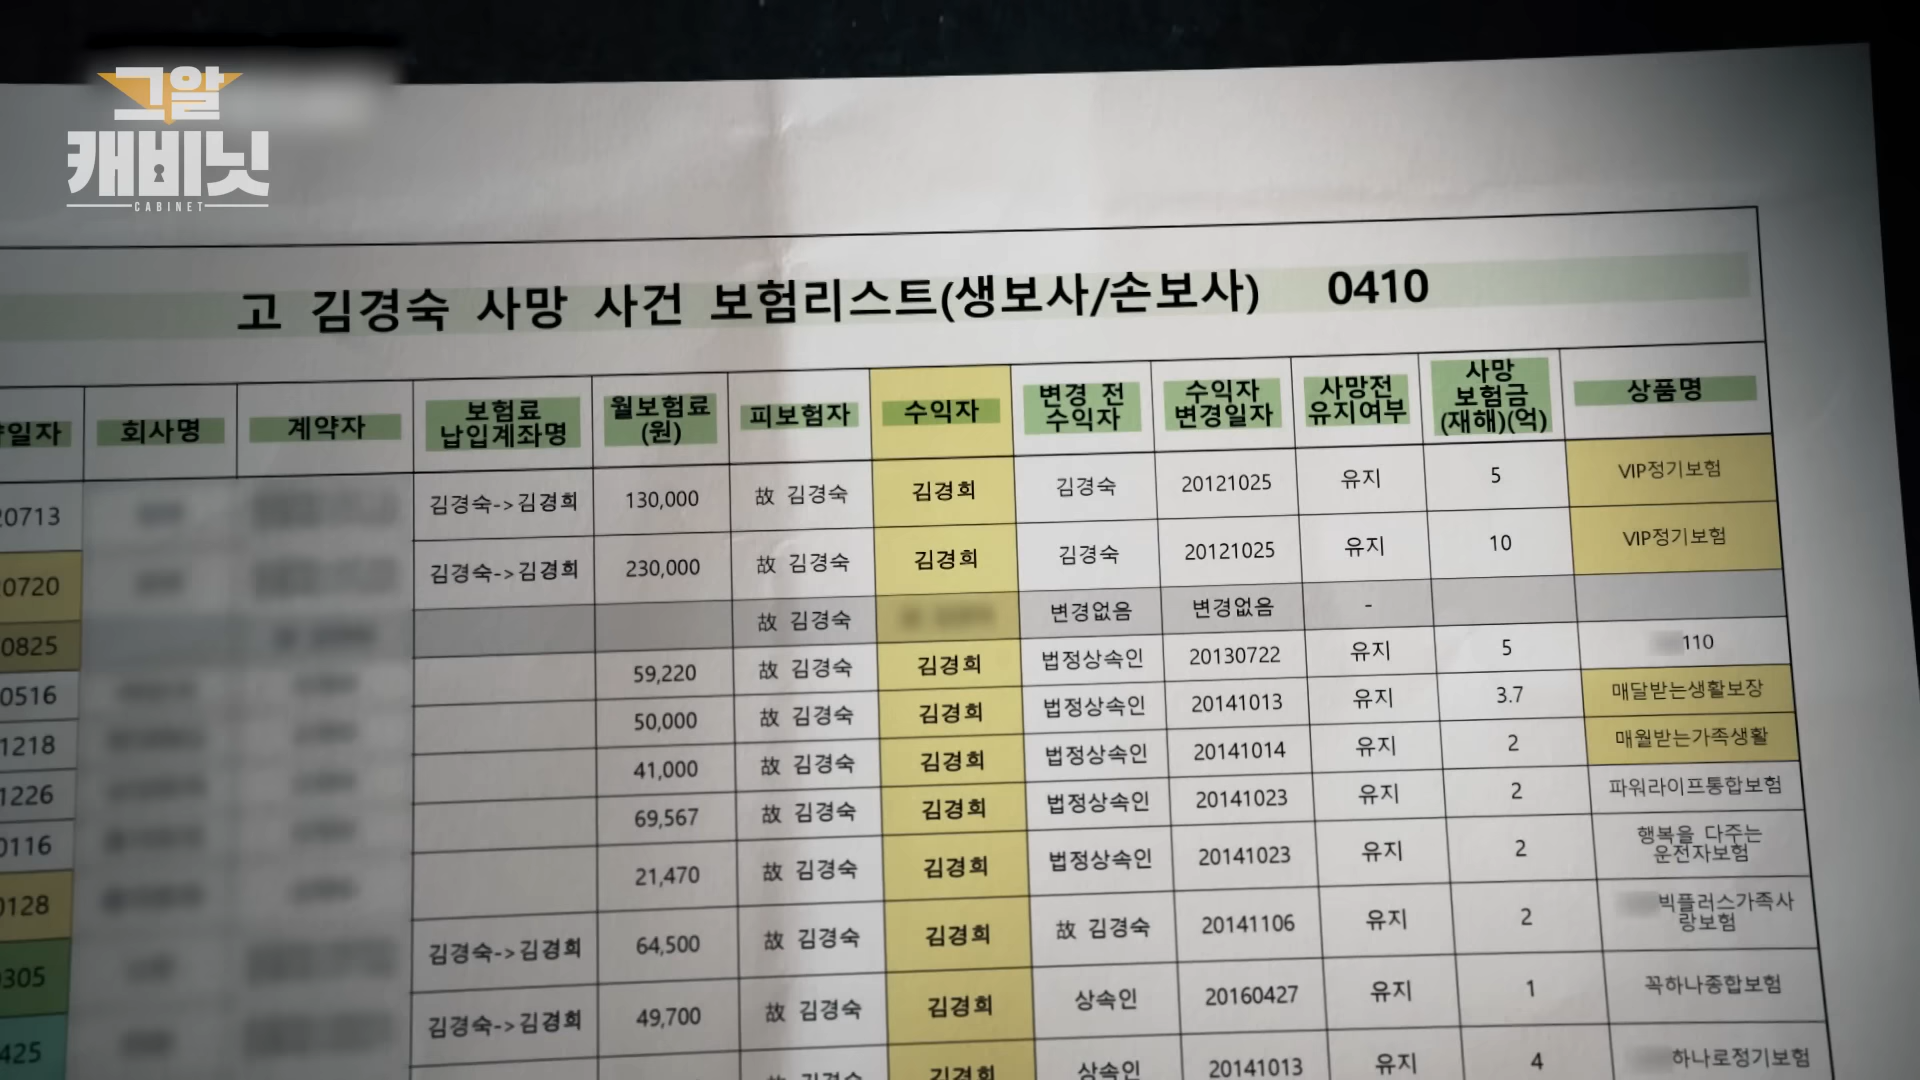 그알
캐비닛
CABINET
고 김경숙 사망 사건 보험리스트(생보사/손보사) 0410
일자 회사명 계약자 보험료 납입계좌명 월보험료 (원) 피보험자 수익자 변경 전 수익자 수익자 변경일자 사망전 유지여부 사망 보험금 (재해)(억) 상품명
0713 김경숙->김경희 130,000 故 김경숙 김경희 김경숙 20121025 유지 5 VIP정기보험
0720 김경숙->김경희 230,000 故 김경숙 김경희 김경숙 20121025 유지 10 VIP정기보험
0825 故 김경숙 변경없음 변경없음 -
0516 59,220 故 김경숙 김경희 법정상속인 20130722 유지 5 110
1218 50,000 故 김경숙 김경희 법정상속인 20141013 유지 3.7 매달받는생활보장
1226 41,000 故 김경숙 김경희 법정상속인 20141014 유지 2 매월받는가족생활
0116 69,567 故 김경숙 김경희 법정상속인 20141023 유지 2 파워라이프통합보험
0128 21,470 故 김경숙 김경희 법정상속인 20141023 유지 2 행복을 다주는 운전자보험
305 김경숙->김경희 64,500 故 김경숙 김경희 故 김경숙 20141106 유지 2 빅플러스가족사랑보험
425 김경숙->김경희 49,700 故 김경숙 김경희 상속인 20160427 유지 1 꼭하나종합보험
김경희 상속인 20141013 유지 4 하나로정기보험